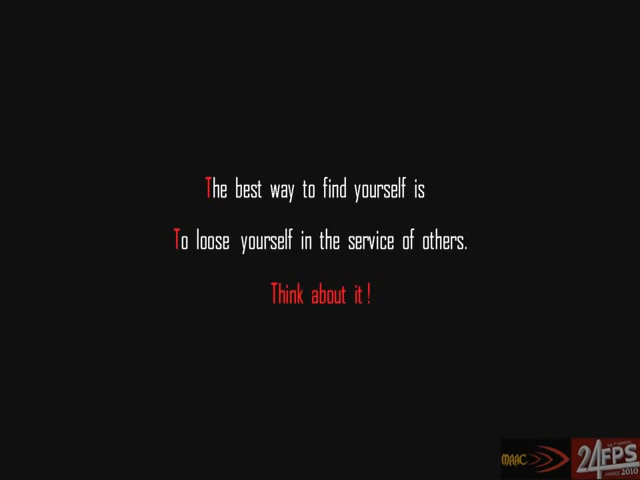 The best way to find yourself is
To loose yourself in the service of others.
Think about it !
MAAC
24FPS
2010